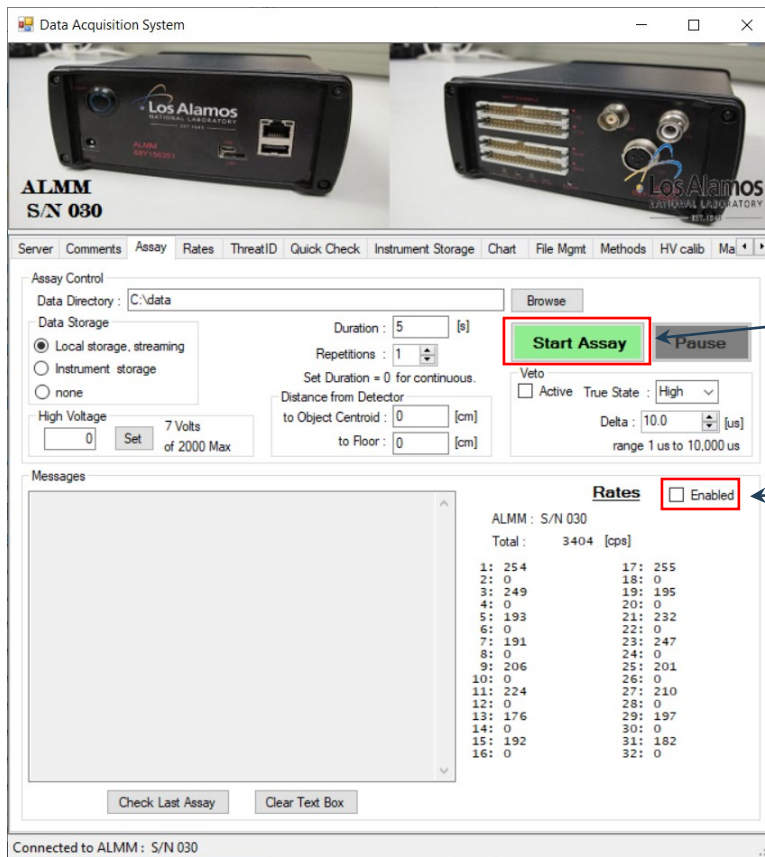 Data Acquisition System
Los Alamos
NATIONAL LABORATORY
EST. 1943
ALMM
ALMM
S/N 030
Los Alamos
NATIONAL LABORATORY
EST. 1943
Server Comments Assay Rates ThreatID Quick Check Instrument Storage Chart File Mgmt Methods HV calib Ma
Assay Control
Data Directory : C:\data Browse
Data Storage
Local storage, streaming
Instrument storage
none
Duration : 5 [s]
Repetitions : 1
Set Duration = 0 for continuous.
Start Assay Pause
Distance from Detector
to Object Centroid : 0 [cm]
to Floor : 0 [cm]
Veto
Active True State : High
Delta : 10.0 [us]
range 1 us to 10,000 us
High Voltage
0 Set 7 Volts
of 2000 Max
Messages
Rates Enabled
ALMM : S/N 030
Total : 3404 [cps]
1: 254 17: 255
2: 0 18: 0
3: 249 19: 195
4: 0 20: 0
5: 193 21: 232
6: 0 22: 0
7: 191 23: 247
8: 0 24: 0
9: 206 25: 201
10: 0 26: 0
11: 224 27: 210
12: 0 28: 0
13: 176 29: 197
14: 0 30: 0
15: 192 31: 182
16: 0 32: 0
Check Last Assay Clear Text Box
Connected to ALMM : S/N 030